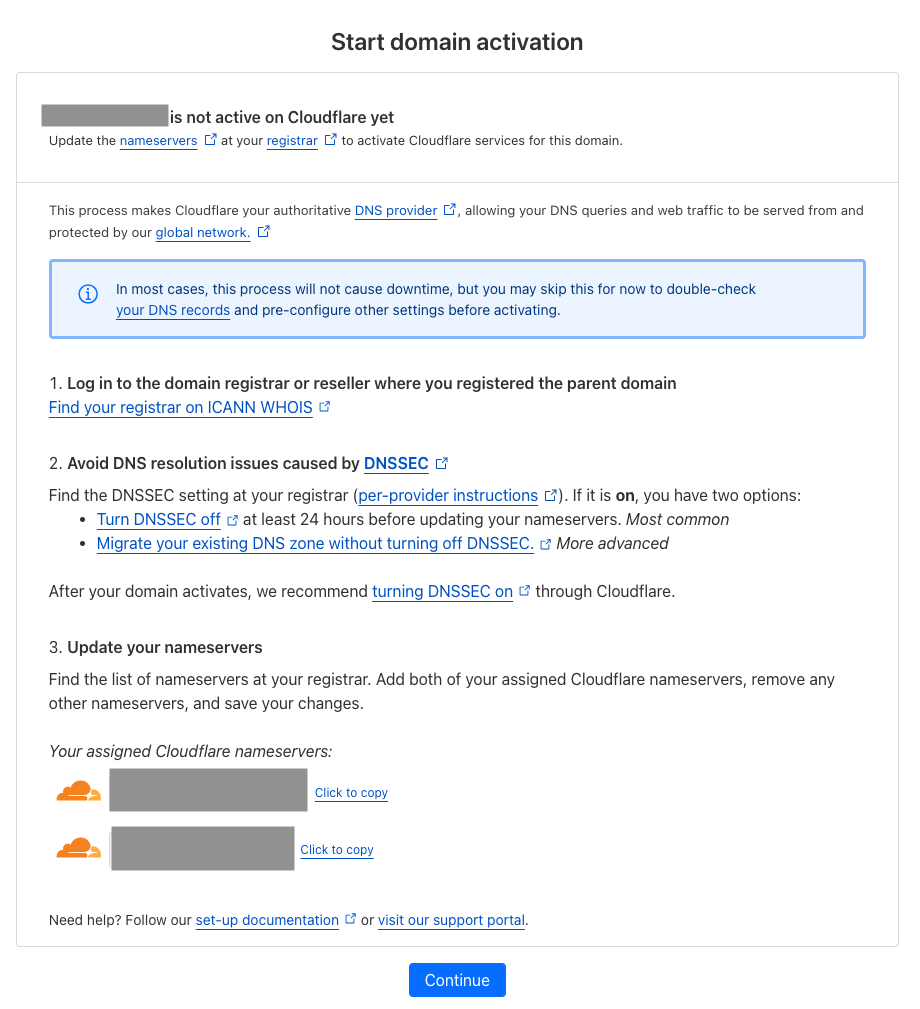 Start domain activation
is not active on Cloudflare yet
Update the nameservers at your registrar to activate Cloudflare services for this domain.
This process makes Cloudflare your authoritative DNS provider, allowing your DNS queries and web traffic to be served from and
protected by our global network.
In most cases, this process will not cause downtime, but you may skip this for now to double-check
your DNS records and pre-configure other settings before activating.
1. Log in to the domain registrar or reseller where you registered the parent domain
Find your registrar on ICANN WHOIS
2. Avoid DNS resolution issues caused by DNSSEC
Find the DNSSEC setting at your registrar (per-provider instructions). If it is on, you have two options:
• Turn DNSSEC off at least 24 hours before updating your nameservers. Most common
• Migrate your existing DNS zone without turning off DNSSEC. More advanced
After your domain activates, we recommend turning DNSSEC on through Cloudflare.
3. Update your nameservers
Find the list of nameservers at your registrar. Add both of your assigned Cloudflare nameservers, remove any
other nameservers, and save your changes.
Your assigned Cloudflare nameservers:
Click to copy
Click to copy
Need help? Follow our set-up documentation or visit our support portal.
Continue